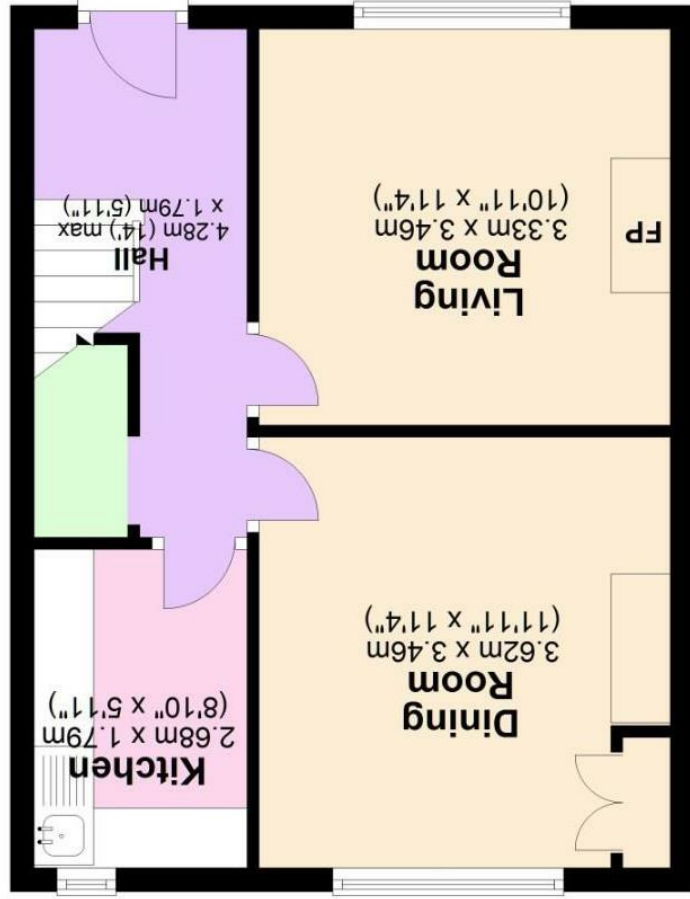 Kitchen
2.68m x 1.79m
(8'10" x 5'11")
Dining
Room
3.62m x 3.46m
(11'11" x 11'4")
Living
Room
3.33m x 3.46m
(10'11" x 11'4")
FP
Hall
4.28m (14') max
x 1.79m (5'11")